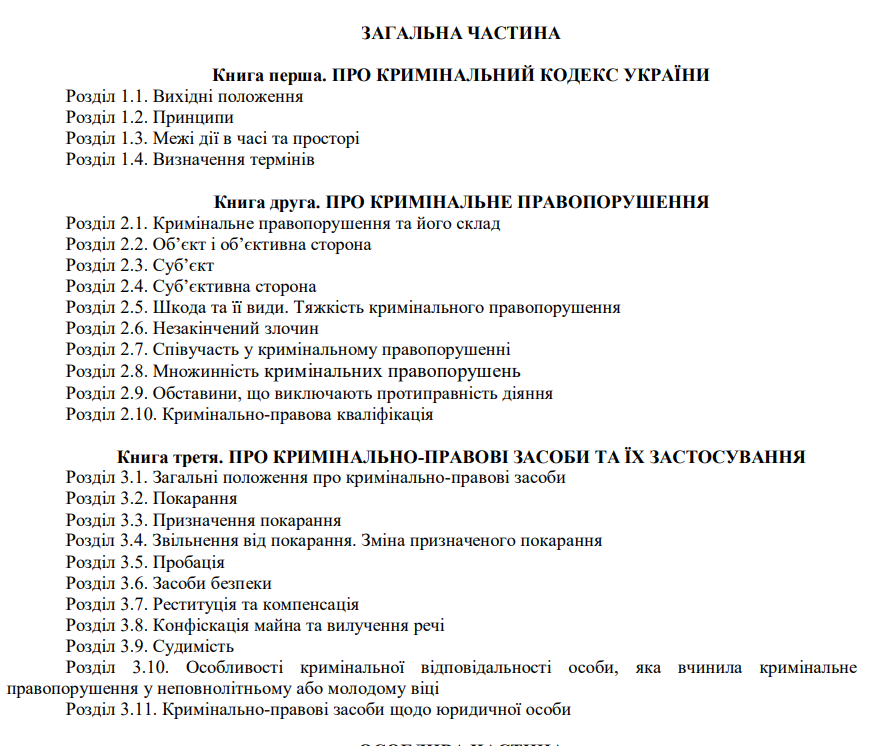 ЗАГАЛЬНА ЧАСТИНА
Книга перша. ПРО КРИМІНАЛЬНИЙ КОДЕКС УКРАЇНИ
Розділ 1.1. Вихідні положення
Розділ 1.2. Принципи
Розділ 1.3. Межі дії в часі та просторі
Розділ 1.4. Визначення термінів
Книга друга. ПРО КРИМІНАЛЬНЕ ПРАВОПОРУШЕННЯ
Розділ 2.1. Кримінальне правопорушення та його склад
Розділ 2.2. Об’єкт і об’єктивна сторона
Розділ 2.3. Суб’єкт
Розділ 2.4. Суб’єктивна сторона
Розділ 2.5. Шкода та її види. Тяжкість кримінального правопорушення
Розділ 2.6. Незакінчений злочин
Розділ 2.7. Співучасть у кримінальному правопорушенні
Розділ 2.8. Множинність кримінальних правопорушень
Розділ 2.9. Обставини, що виключають протиправність діяння
Розділ 2.10. Кримінально-правова кваліфікація
Книга третя. ПРО КРИМІНАЛЬНО-ПРАВОВІ ЗАСОБИ ТА ЇХ ЗАСТОСУВАННЯ
Розділ 3.1. Загальні положення про кримінально-правові засоби
Розділ 3.2. Покарання
Розділ 3.3. Призначення покарання
Розділ 3.4. Звільнення від покарання. Зміна призначеного покарання
Розділ 3.5. Пробація
Розділ 3.6. Засоби безпеки
Розділ 3.7. Реституція та компенсація
Розділ 3.8. Конфіскація майна та вилучення речі
Розділ 3.9. Судимість
Розділ 3.10. Особливості кримінальної відповідальності особи, яка вчинила кримінальне
правопорушення у неповнолітньому або молодому віці
Розділ 3.11. Кримінально-правові засоби щодо юридичної особи